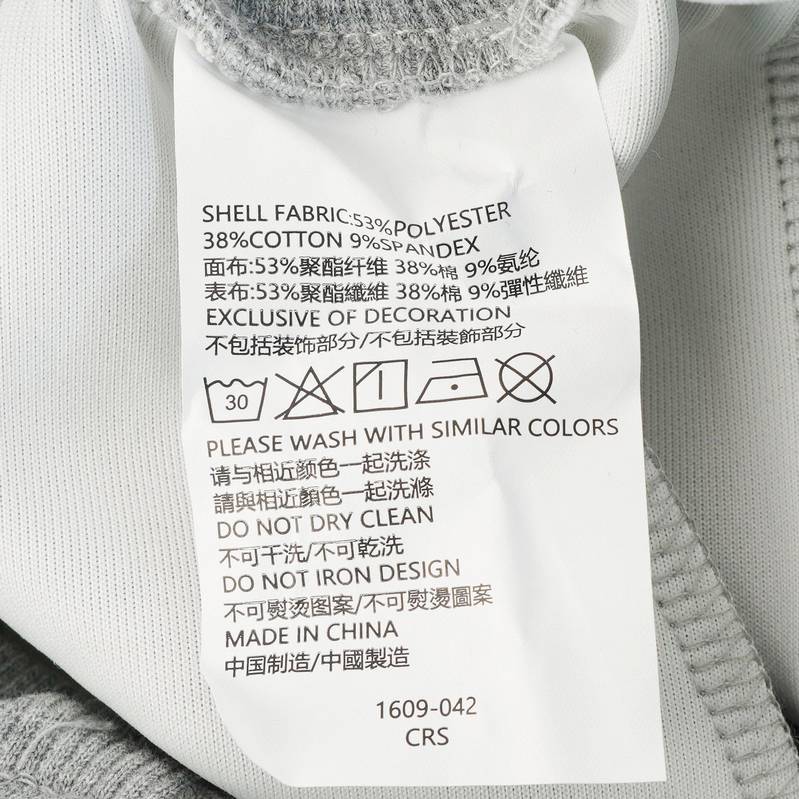 SHELL FABRIC:53%POLYESTER
38%COTTON 9%SPANDEX
面布:53%聚酯纤维 38%棉 9%氨纶
表布:53%聚酯纖維 38%棉 9%彈性纖維
EXCLUSIVE OF DECORATION
不包括装饰部分/不包括裝飾部分
30
PLEASE WASH WITH SIMILAR COLORS
请与相近颜色一起洗涤
請與相近顏色一起洗滌
DO NOT DRY CLEAN
不可干洗/不可乾洗
DO NOT IRON DESIGN
不可熨烫图案/不可熨燙圖案
MADE IN CHINA
中国制造/中國製造
1609-042
CRS